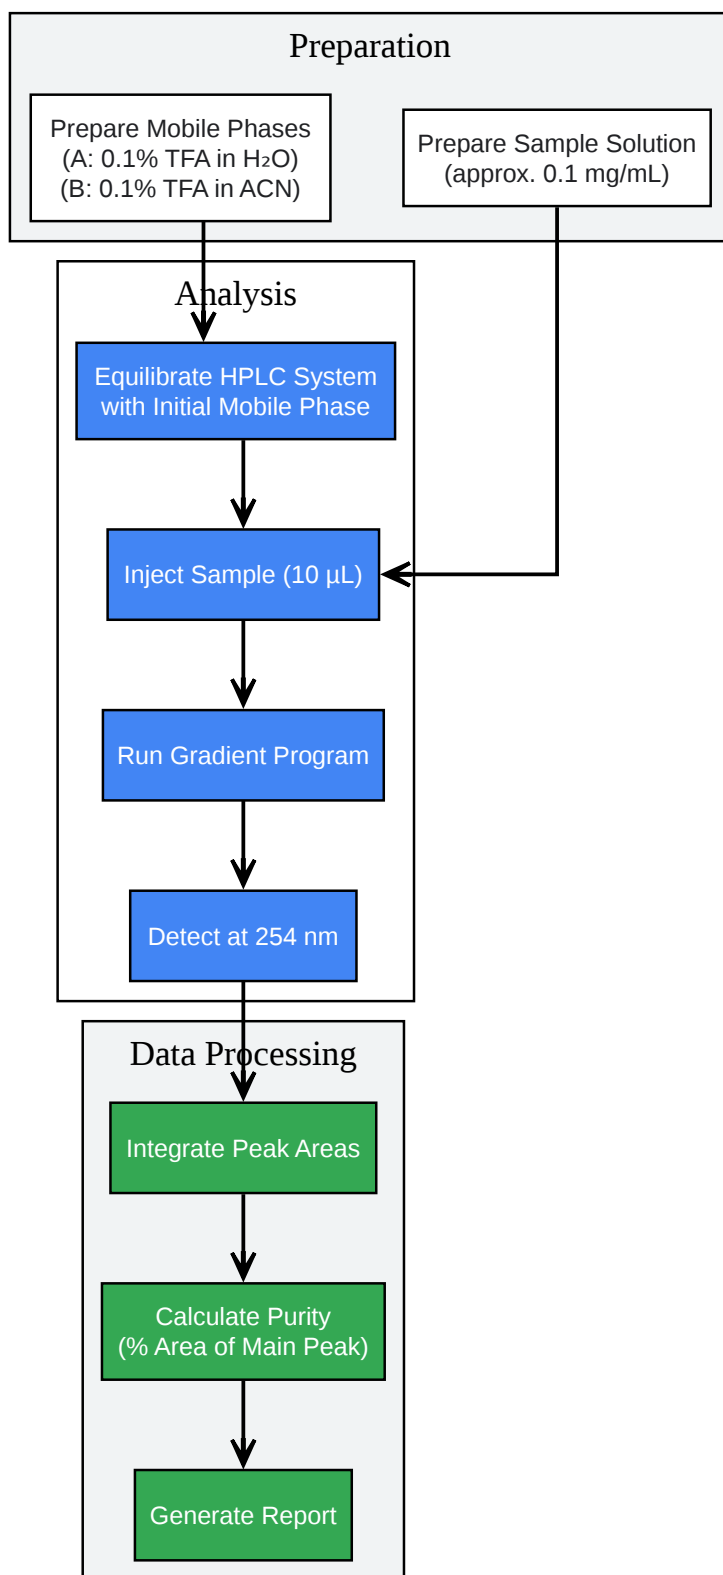 Preparation
Prepare Mobile Phases
(A: 0.1% TFA in H₂O)
(B: 0.1% TFA in ACN)
Prepare Sample Solution
(approx. 0.1 mg/mL)
Analysis
Equilibrate HPLC System
with Initial Mobile Phase
Inject Sample (10 µL)
Run Gradient Program
Detect at 254 nm
Data Processing
Integrate Peak Areas
Calculate Purity
(% Area of Main Peak)
Generate Report